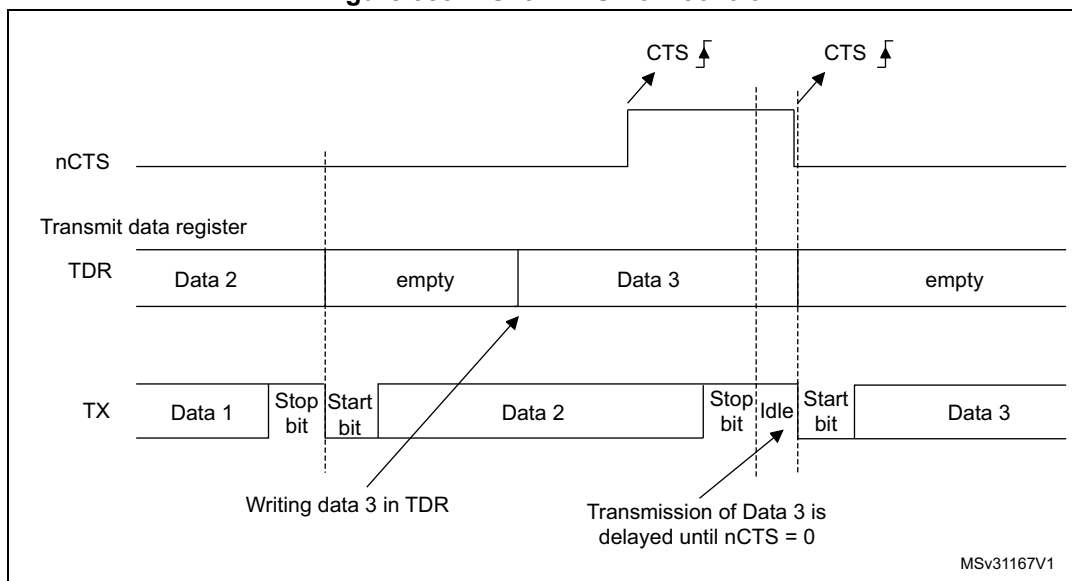 CTS CTS
nCTS
Transmit data register
TDR Data 2 empty Data 3 empty
TX Data 1 Stop bit Start bit Data 2 Stop bit Idle Start bit Data 3
Writing data 3 in TDR
Transmission of Data 3 is
delayed until nCTS = 0
MSv31167V1